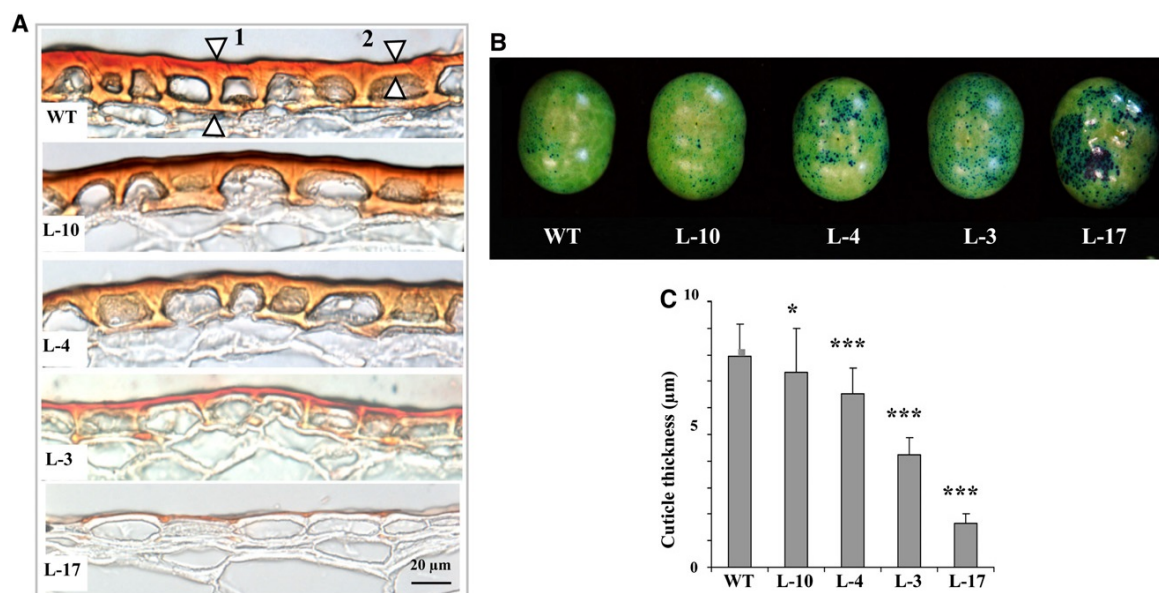 A
1 2
WT
L-10
L-4
L-3
L-17
20 µm
B
WT L-10 L-4 L-3 L-17
C
Cuticle thickness (µm)
10
5
0
*
***
***
***
WT L-10 L-4 L-3 L-17